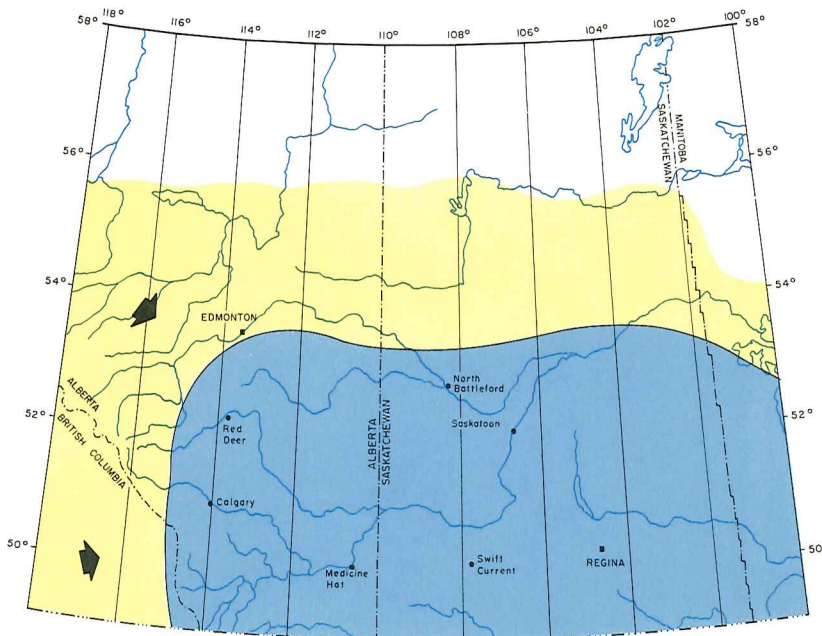 118°
116°
114°
112°
110°
108°
106°
104°
102°
100°
58°
58°
MANITOBA
SASKATCHEWAN
56°
56°
54°
54°
EDMONTON
ALBERTA
BRITISH COLUMBIA
North
Battleford
52°
52°
Red
Deer
ALBERTA
SASKATCHEWAN
Saskatoon
Calgary
50°
50°
Medicine
Hat
Swift
Current
REGINA